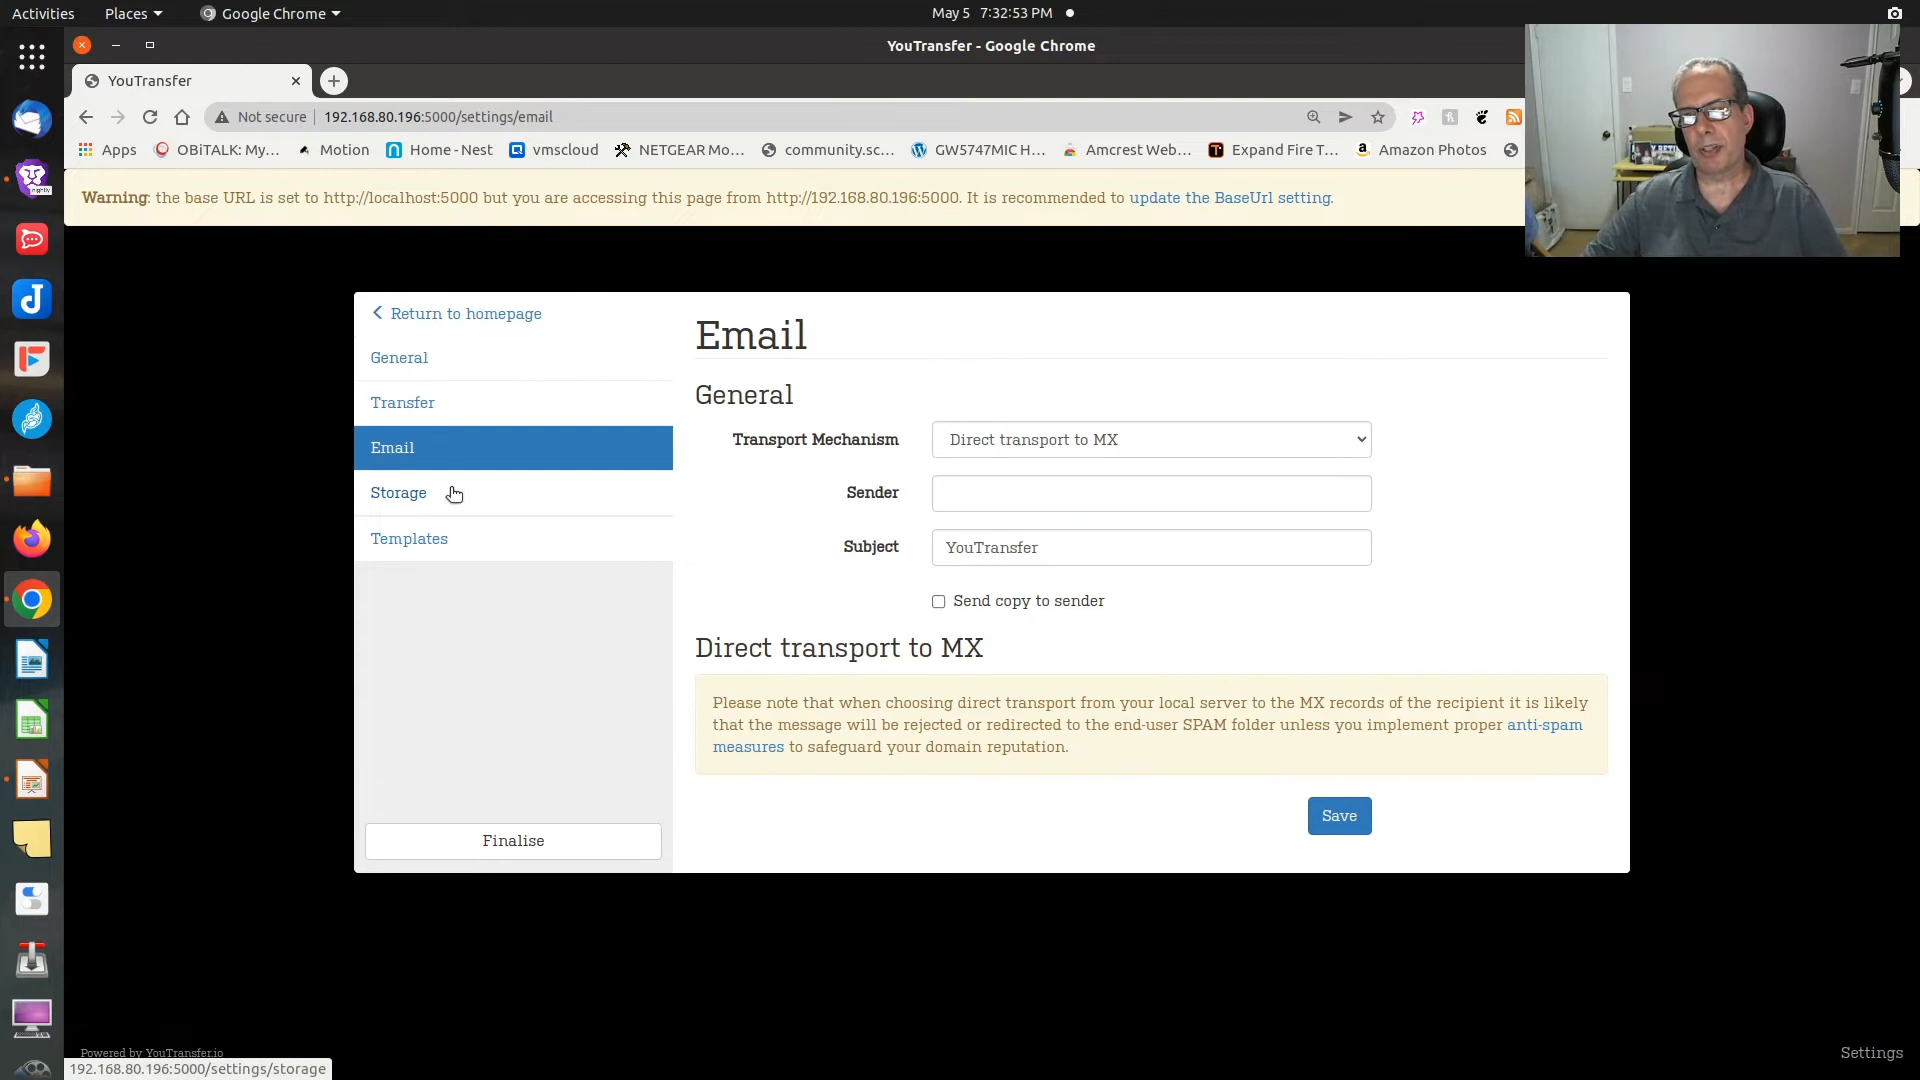 Activities Places Google Chrome May 5 7:32:53 PM
YouTransfer - Google Chrome
YouTransfer
Not secure 192.168.80.196:5000/settings/email
Apps OBiTALK: My... Motion Home - Nest vmscloud NETGEAR Mo... community.sc... GW5747MIC H... Amcrest Web... Expand Fire T... Amazon Photos
Warning: the base URL is set to http://localhost:5000 but you are accessing this page from http://192.168.80.196:5000. It is recommended to update the BaseUrl setting.
Return to homepage
General
Transfer
Email
Storage
Templates
Finalise
Email
General
Transport Mechanism Direct transport to MX
Sender
Subject YouTransfer
Send copy to sender
Direct transport to MX
Please note that when choosing direct transport from your local server to the MX records of the recipient it is likely
that the message will be rejected or redirected to the end-user SPAM folder unless you implement proper anti-spam
measures to safeguard your domain reputation.
Save
Powered by YouTransfer.io
Settings
192.168.80.196:5000/settings/storage